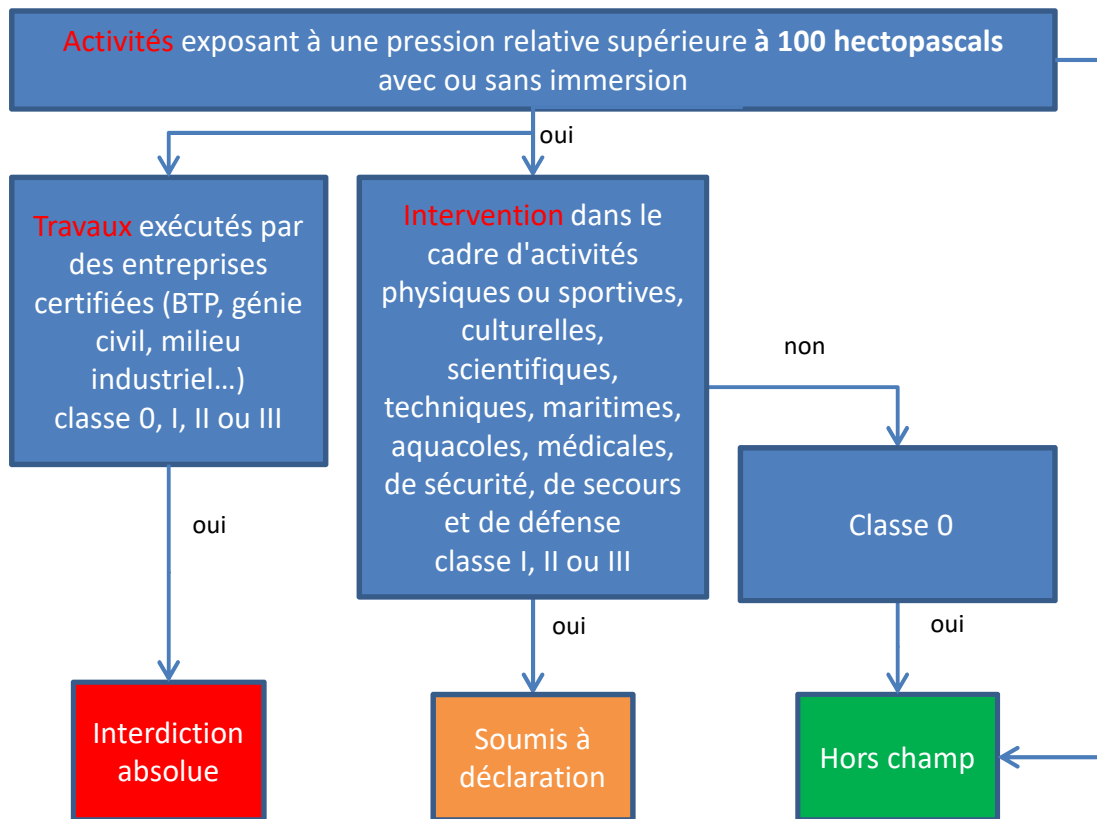 Activités exposant à une pression relative supérieure à 100 hectopascals
avec ou sans immersion
oui
Travaux exécutés par
des entreprises
certifiées (BTP, génie
civil, milieu
industriel…)
classe 0, I, II ou III
Intervention dans le
cadre d'activités
physiques ou sportives,
culturelles,
scientifiques,
techniques, maritimes,
aquacoles, médicales,
de sécurité, de secours
et de défense
classe I, II ou III
non
Classe 0
oui
oui
oui
Interdiction
absolue
Soumis à
déclaration
Hors champ